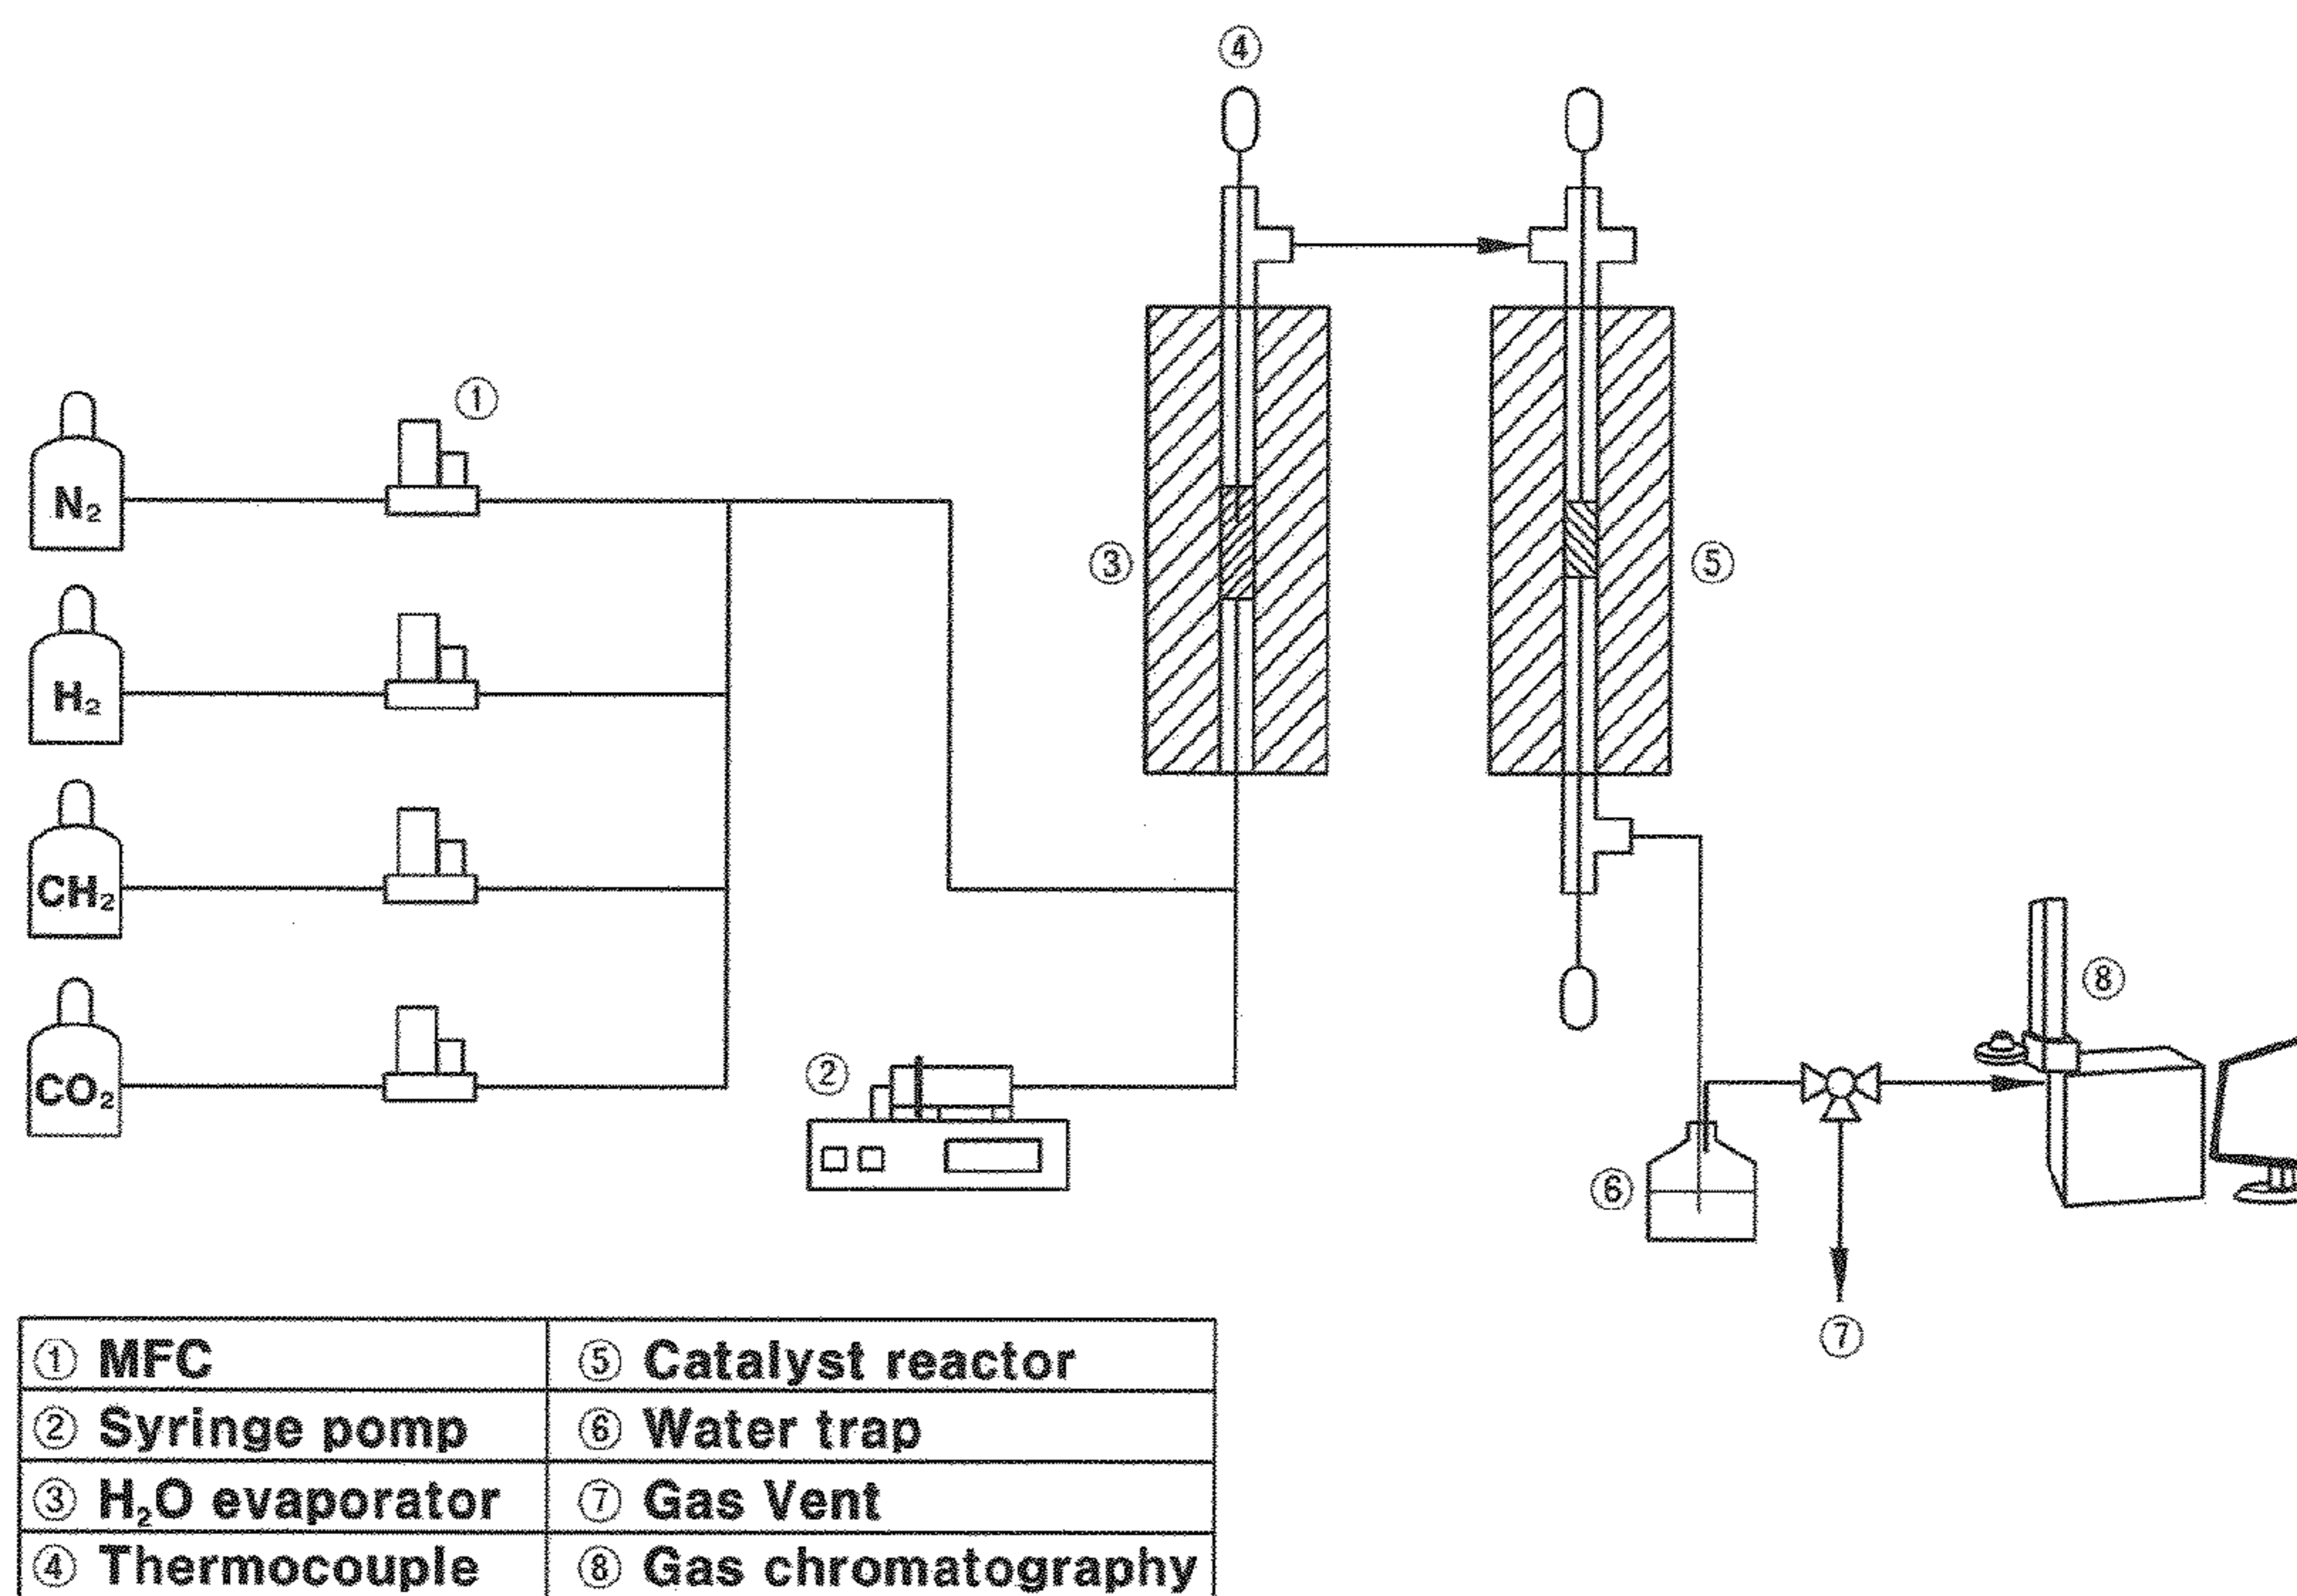 ④
①
N₂
H₂
③
⑤
CH₂
⑧
②
CO₂
⑥
⑦
① MFC ⑤ Catalyst reactor
② Syringe pomp ⑥ Water trap
③ H₂O evaporator ⑦ Gas Vent
④ Thermocouple ⑧ Gas chromatography